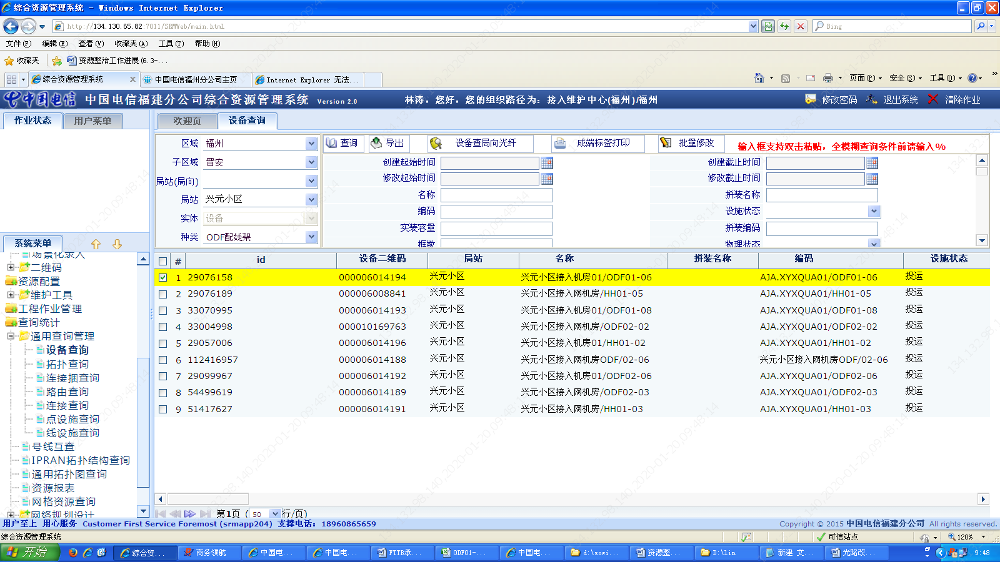 综合资源管理系统 - Windows Internet Explorer
http://134.130.65.82:7011/SRMWeb/main.html
Bing
文件(F) 编辑(E) 查看(V) 收藏夹(A) 工具(T) 帮助(H)
收藏夹 资源整治工作进展(6.3-...
综合资源管理系统 X 中国电信福州分公司主页 Internet Explorer 无法... 页面(P) 安全(S) 工具(O) »
中国电信 中国电信福建分公司综合资源管理系统 Version 2.0 林涛，您好，您的组织路径为：接入维护中心(福州)/福州 修改密码 退出系统 清除作业
作业状态 用户菜单 欢迎页 设备查询
区域 福州
子区域 晋安
局站(局向)
局站 兴元小区
实体 设备
种类 ODF配线架
查询 导出 设备查局向光纤 成端标签打印 批量修改 输入框支持双击粘贴，全模糊查询条件前请输入%
创建起始时间 创建截止时间
修改起始时间 修改截止时间
名称 拼装名称
编码 设施状态
实装容量 拼装编码
框数 物理状态
系统菜单
场景化录入
二维码
资源配置
维护工具
工程作业管理
查询统计
通用查询管理
设备查询
拓扑查询
连接捆查询
路由查询
连接查询
点设施查询
线设施查询
号线互查
IPRAN拓扑结构查询
通用拓扑图查询
资源报表
网格资源查询
网络规划设计
# id 设备二维码 局站 名称 拼装名称 编码 设施状态
1 29076158 000006014194 兴元小区 兴元小区接入机房01/ODF01-06 AJA.XYXQUA01/ODF01-06 投运
2 29076189 000006008841 兴元小区 兴元小区接入网机房/HH01-05 AJA.XYXQUA01/HH01-05 投运
3 33070995 000006014193 兴元小区 兴元小区接入机房01/ODF01-08 AJA.XYXQUA01/ODF01-08 投运
4 33004998 000010169763 兴元小区 兴元小区接入网机房/ODF02-02 AJA.XYXQUA01/ODF02-02 投运
5 29057006 000006014196 兴元小区 兴元小区接入机房01/HH01-02 AJA.XYXQUA01/HH01-02 投运
6 112416957 000006014188 兴元小区 兴元小区接入网机房ODF/02-06 兴元小区接入网机房ODF/02-06 投运
7 29099967 000006014192 兴元小区 兴元小区接入机房01/ODF02-06 AJA.XYXQUA01/ODF02-06 投运
8 54499619 000006014189 兴元小区 兴元小区接入网机房/ODF02-03 AJA.XYXQUA01/ODF02-03 投运
9 51417627 000006014191 兴元小区 兴元小区接入网机房/HH01-03 AJA.XYXQUA01/HH01-03 投运
第1页 ( 50 行/页)
用户至上 用心服务 Customer First Service Foremost (srmapp204) 支撑电话：18960865659 Copyright © 2015 中国电信福建分公司 All rights reserved.
综合资源管理系统 可信站点 120%
开始 综合资... 商务领航 中国电... 中国电... FTTB承... ODF01-... 中国电... d:\sowi... 资源整... D:\lin 新建 文... 光路改... 9:48